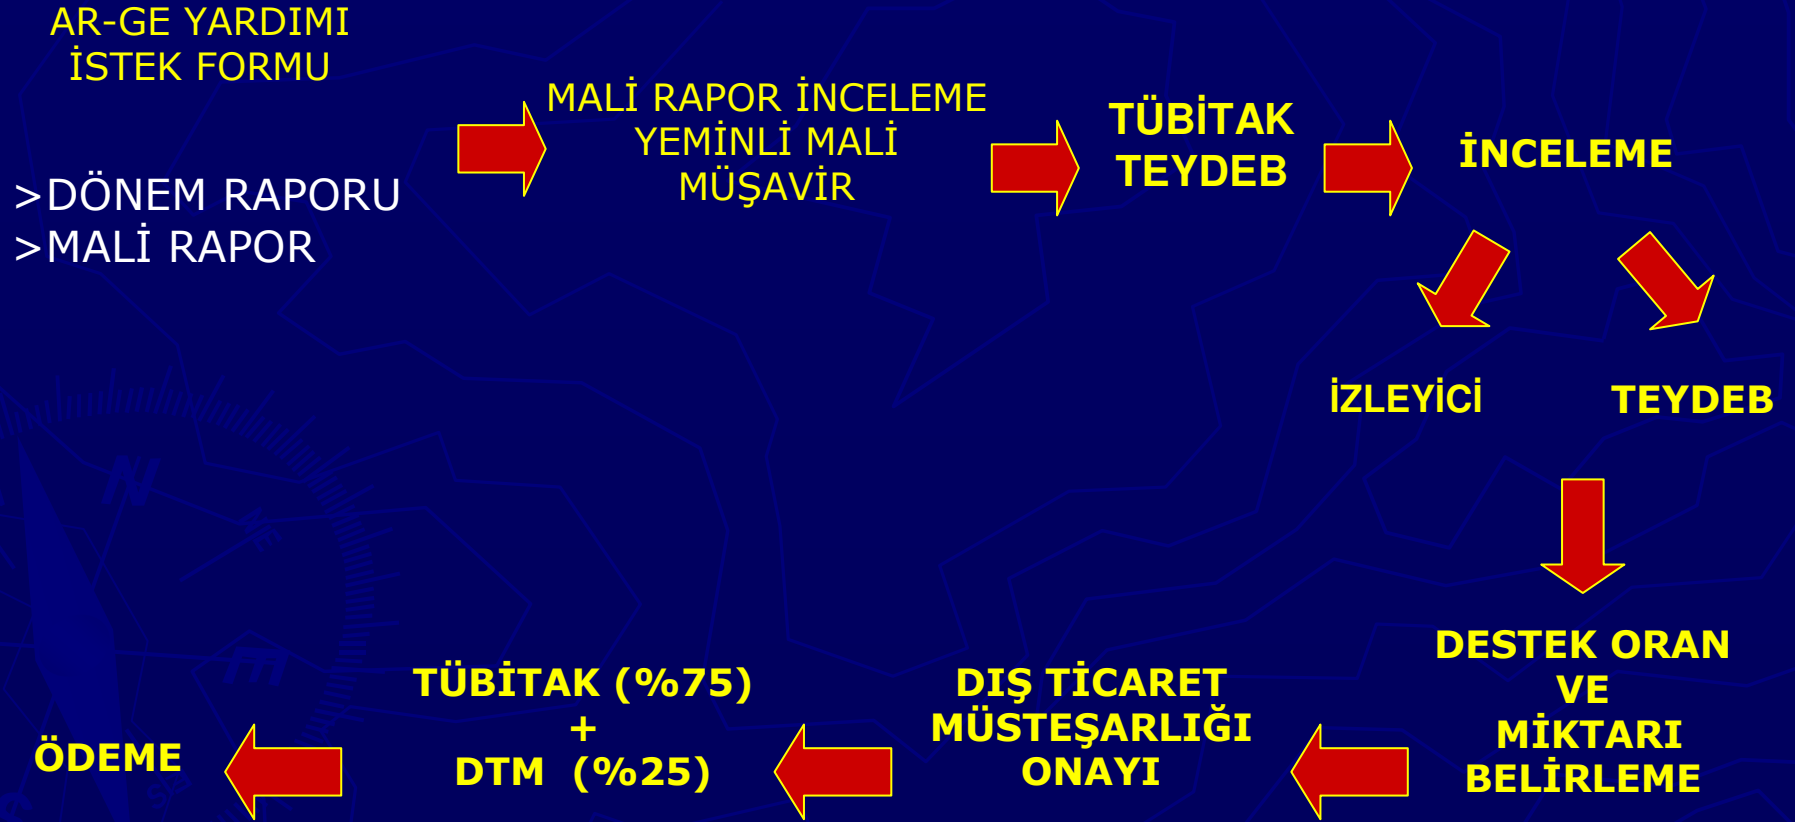 AR-GE YARDIMI
İSTEK FORMU
>DÖNEM RAPORU
>MALİ RAPOR
MALİ RAPOR İNCELEME
YEMİNLİ MALİ
MÜŞAVİR
TÜBİTAK
TEYDEB
İNCELEME
İZLEYİCİ
TEYDEB
DESTEK ORAN
VE
MİKTARI
BELİRLEME
DIŞ TİCARET
MÜSTEŞARLIĞI
ONAYI
TÜBİTAK (%75)
+
DTM (%25)
ÖDEME
N
E